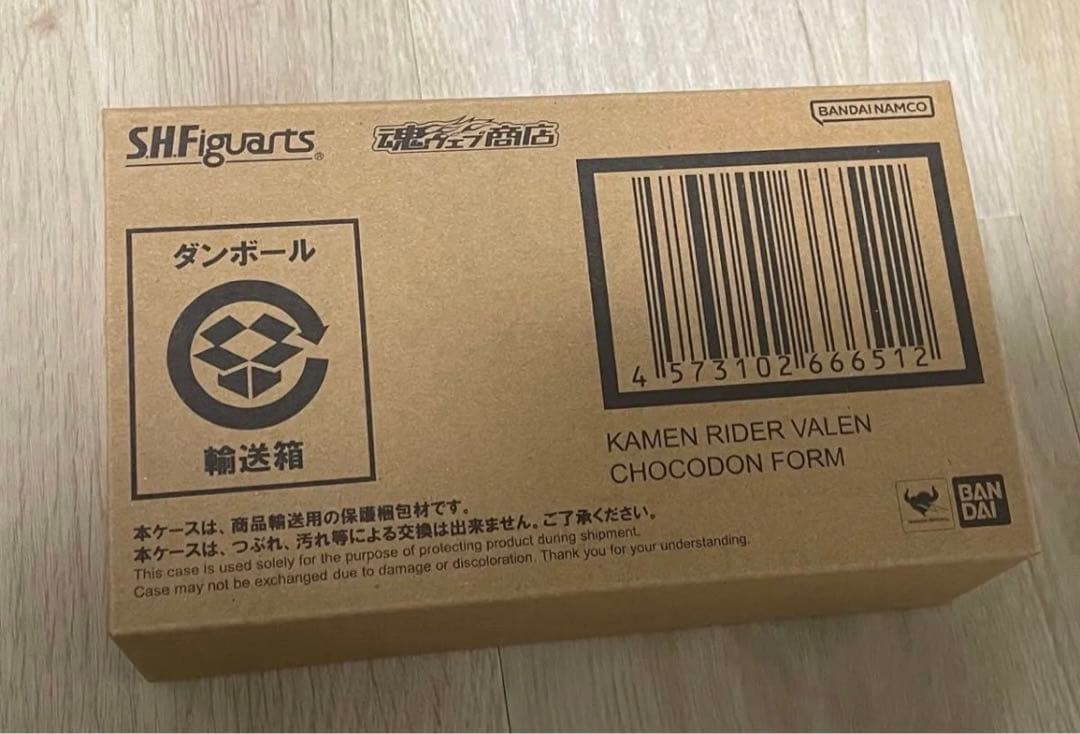 S.H.Figuarts®
魂ウェブ商店
BANDAI NAMCO
ダンボール
輸送箱
4 573102 666512
KAMEN RIDER VALEN
CHOCODON FORM
本ケースは、商品輸送用の保護梱包材です。
本ケースは、つぶれ、汚れ等による交換は出来ません。ご了承ください。
This case is used solely for the purpose of protecting product during shipment.
Case may not be exchanged due to damage or discoloration. Thank you for your understanding.
BAN
DAI